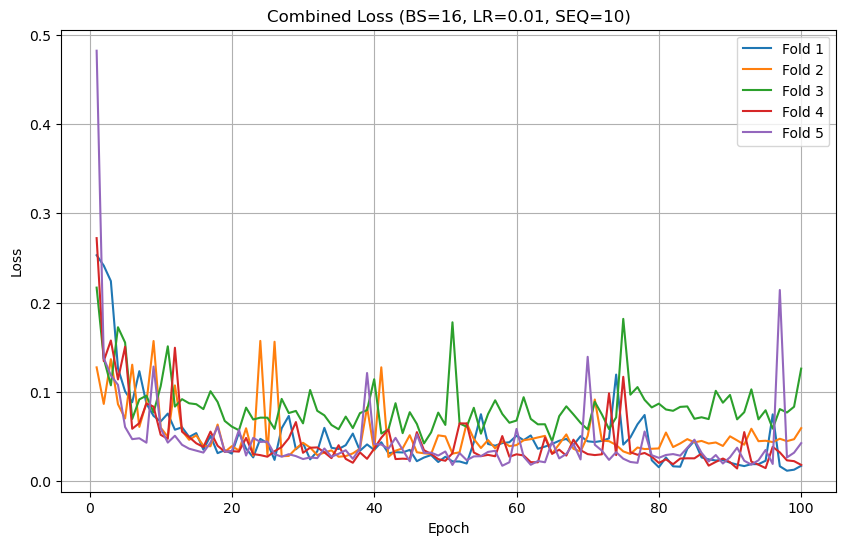 Combined Loss (BS=16, LR=0.01, SEQ=10)
Fold 1
Fold 2
Fold 3
Fold 4
Fold 5
Loss
0.5
0.4
0.3
0.2
0.1
0.0
0 20 40 60 80 100
Epoch